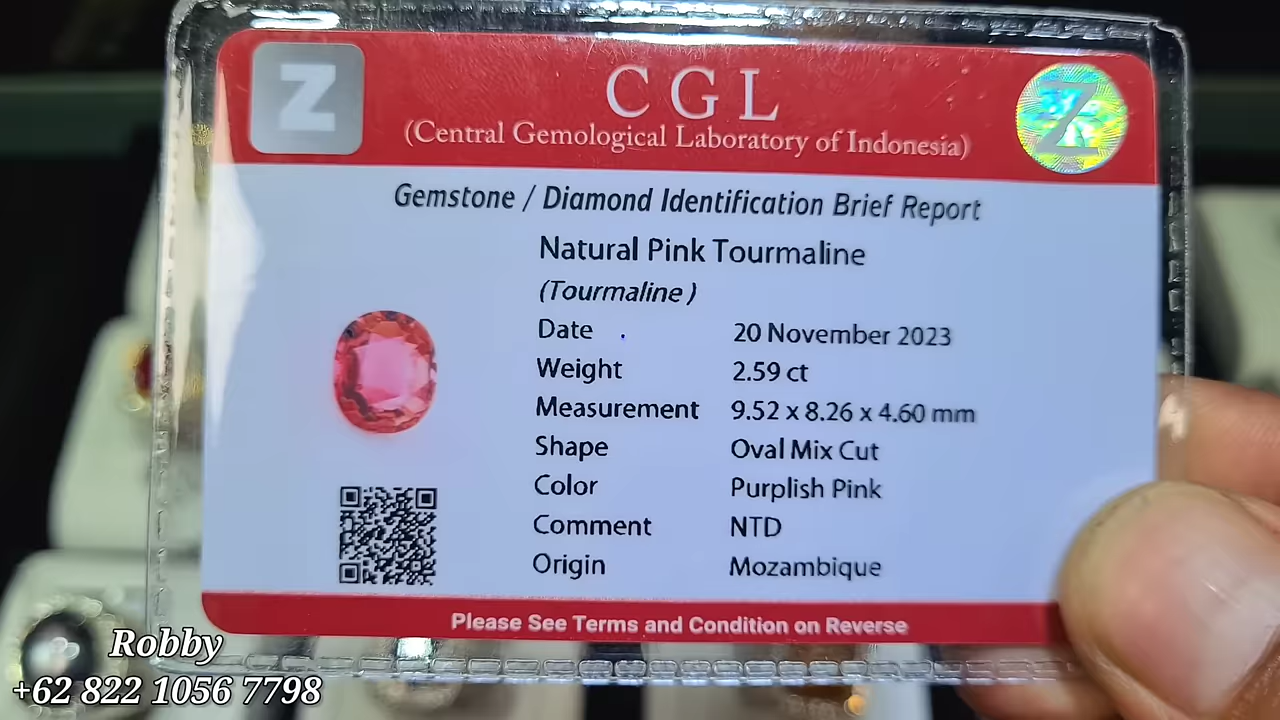 Z
CGL
(Central Gemological Laboratory of Indonesia)
Z
Gemstone / Diamond Identification Brief Report
Natural Pink Tourmaline
(Tourmaline)
Date 20 November 2023
Weight 2.59 ct
Measurement 9.52 x 8.26 x 4.60 mm
Shape Oval Mix Cut
Color Purplish Pink
Comment NTD
Origin Mozambique
Please See Terms and Condition on Reverse
Robby
+62 822 1056 7798